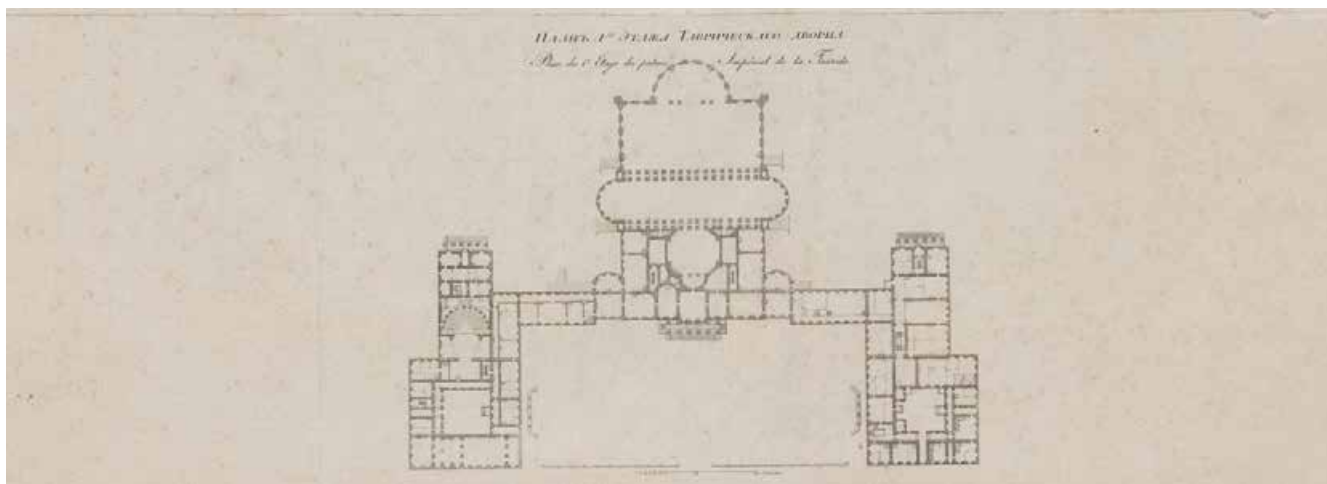 ПЛАНЪ 1го ЭТАЖА ТАВРИЧЕСКАГО ДВОРЦА
Plan du 1er Etage du palais Impérial de la Tauride